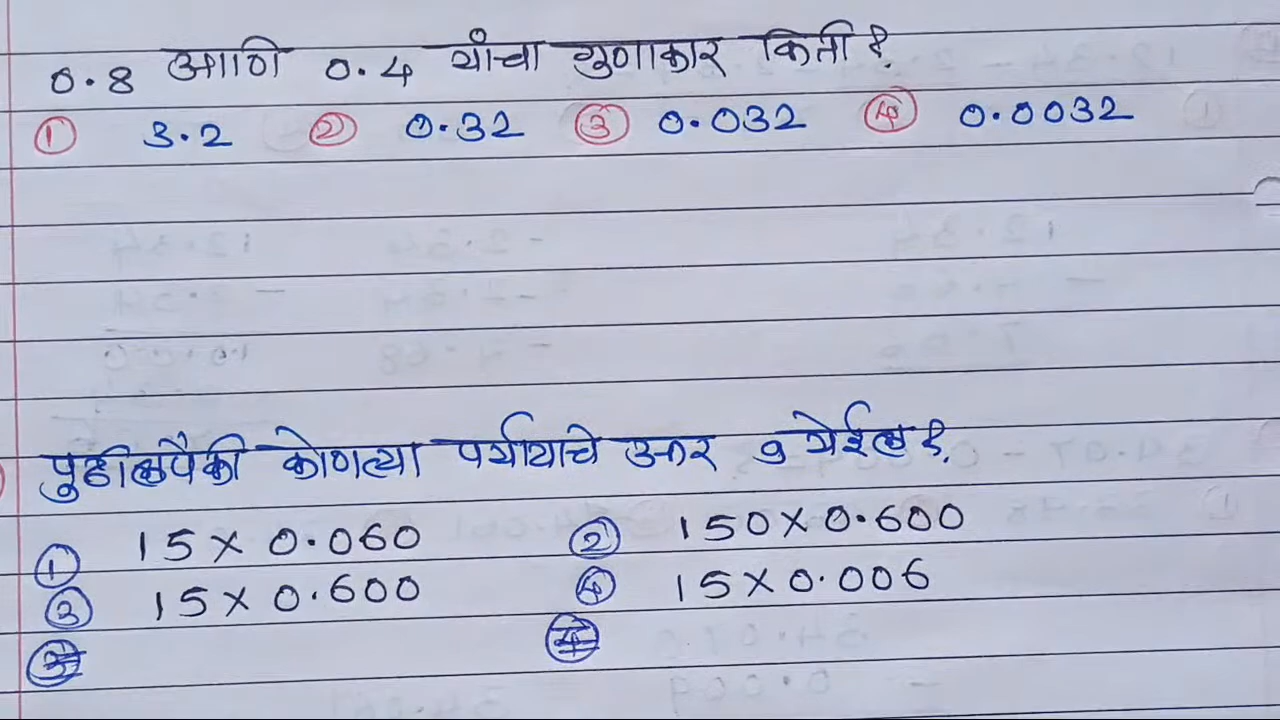 0.8 आणि 0.4 यांचा गुणाकार किती?
① 3.2 ② 0.32 ③ 0.032 ④ 0.0032
पुढीलपैकी कोणत्या पर्यायाचे उत्तर 9 येईल?
① 15 × 0.060 ② 150 × 0.600
③ 15 × 0.600 ④ 15 × 0.006